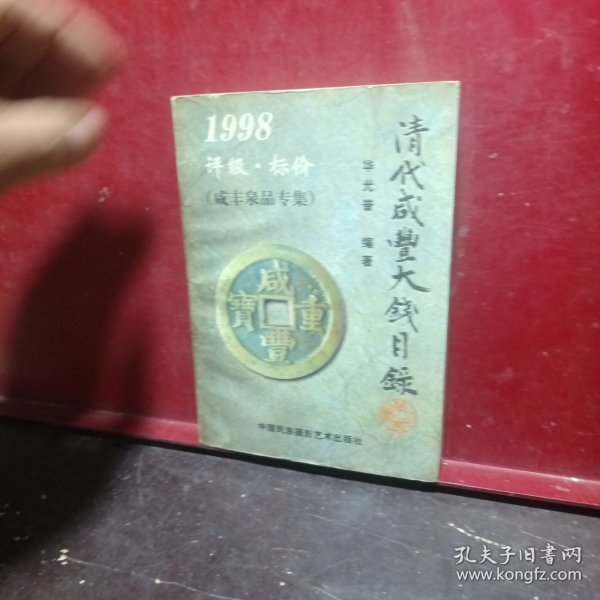 1998
评级·标价
(咸丰泉品专集)
清代咸豐大錢目錄
华光普 编著
咸豐重寶
中国民族摄影艺术出版社
孔夫子旧书网
www.kongfz.com